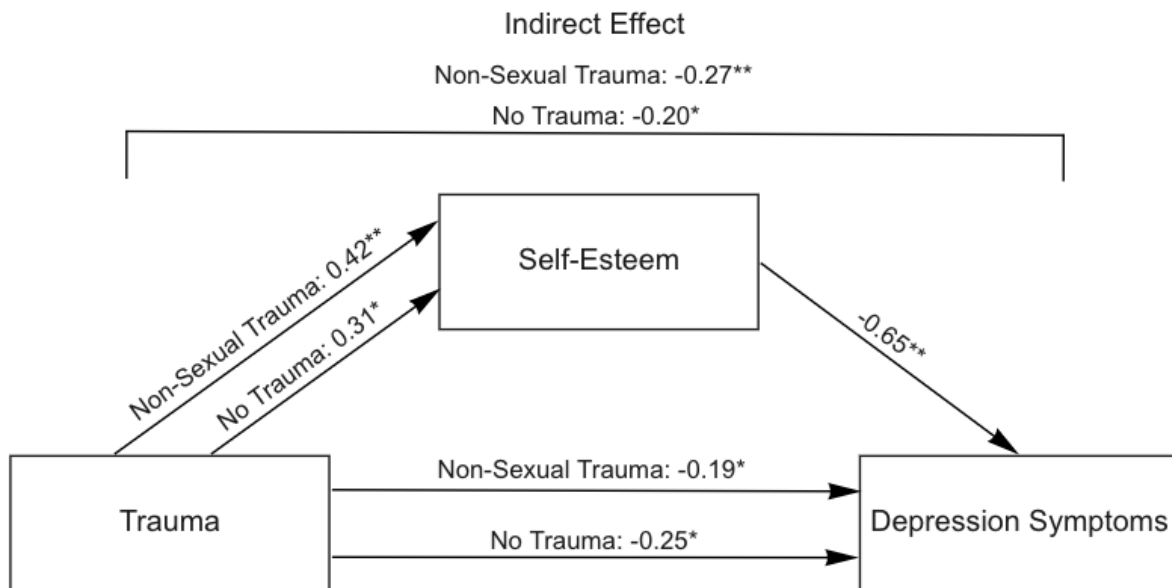 Indirect Effect
Non-Sexual Trauma: -0.27**
No Trauma: -0.20*
Self-Esteem
Non-Sexual Trauma: 0.42**
No Trauma: 0.31*
-0.65**
Trauma
Non-Sexual Trauma: -0.19*
No Trauma: -0.25*
Depression Symptoms